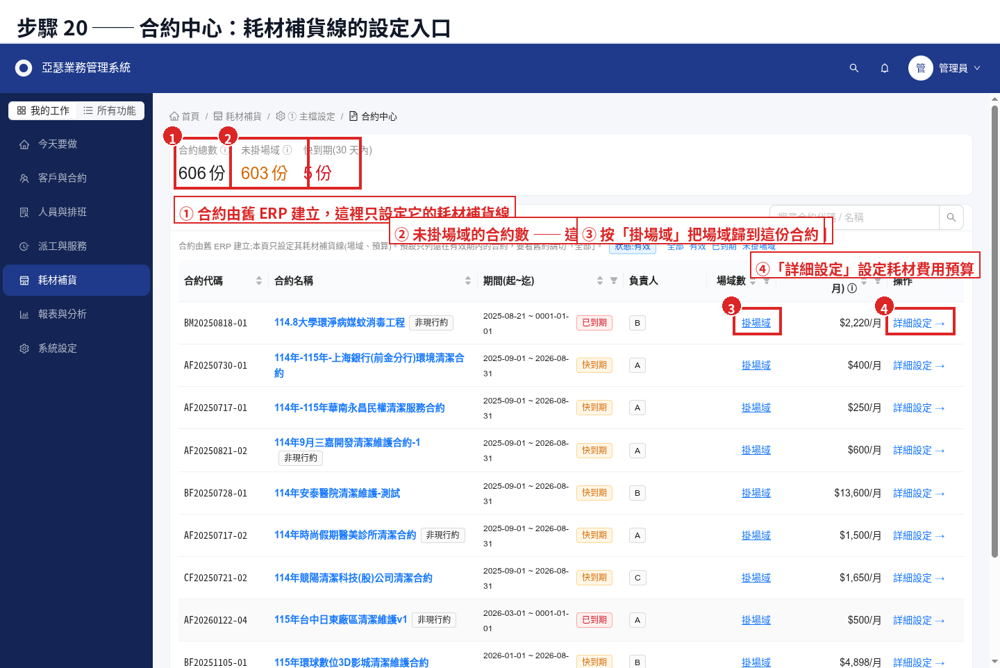 步驟 20 —— 合約中心：耗材補貨線的設定入口
亞瑟業務管理系統
管 管理員
我的工作 所有功能
今天要做
客戶與合約
人員與排班
派工與服務
耗材補貨
報表與分析
系統設定
首頁 / 耗材補貨 / ① 主檔設定 / 合約中心
1 2
合約總數 未掛場域 快到期(30 天內)
606 份 603 份 5 份
① 合約由舊 ERP 建立，這裡只設定它的耗材補貨線
搜尋合約代碼 / 名稱
② 未掛場域的合約數 —— 這
③ 按「掛場域」把場域歸到這份合約
合約由舊 ERP 建立;本頁只設定其耗材補貨線(場域、預算)。預設只列還在有效期內的合約，要看舊約請切「全部」。 狀態:有效 全部 有效 已到期 未掛場域
④「詳細設定」設定耗材費用預算
合約代碼 合約名稱 期間(起~迄) 負責人 場域數 月) 操作
3 4
BM20250818-01 114.8大學環淨病媒蚊消毒工程 非現行約 2025-08-21 ~ 0001-01-01 已到期 B 掛場域 $2,220/月 詳細設定 →
AF20250730-01 114年-115年-上海銀行(前金分行)環境清潔合約 2025-09-01 ~ 2026-08-31 快到期 A 掛場域 $400/月 詳細設定 →
AF20250717-01 114年-115年華南永昌民權清潔服務合約 2025-09-01 ~ 2026-08-31 快到期 A 掛場域 $250/月 詳細設定 →
AF20250821-02 114年9月三嘉開發清潔維護合約-1 非現行約 2025-09-01 ~ 2026-08-31 快到期 A 掛場域 $600/月 詳細設定 →
BF20250728-01 114年安泰醫院清潔維護-測試 2025-09-01 ~ 2026-08-31 快到期 B 掛場域 $13,600/月 詳細設定 →
AF20250717-02 114年時尚假期醫美診所清潔合約 非現行約 2025-09-01 ~ 2026-08-31 快到期 A 掛場域 $1,500/月 詳細設定 →
CF20250721-02 114年競陽清潔科技(股)公司清潔合約 2025-09-01 ~ 2026-08-31 快到期 C 掛場域 $1,650/月 詳細設定 →
AF20260122-04 115年台中日東廠區清潔維護v1 非現行約 2026-03-01 ~ 0001-01-01 已到期 A 掛場域 $500/月 詳細設定 →
BF20251105-01 115年環球數位3D影城清潔維護合約 2026-01-01 ~ 2026-08- 快到期 B 掛場域 $4,898/月 詳細設定 →